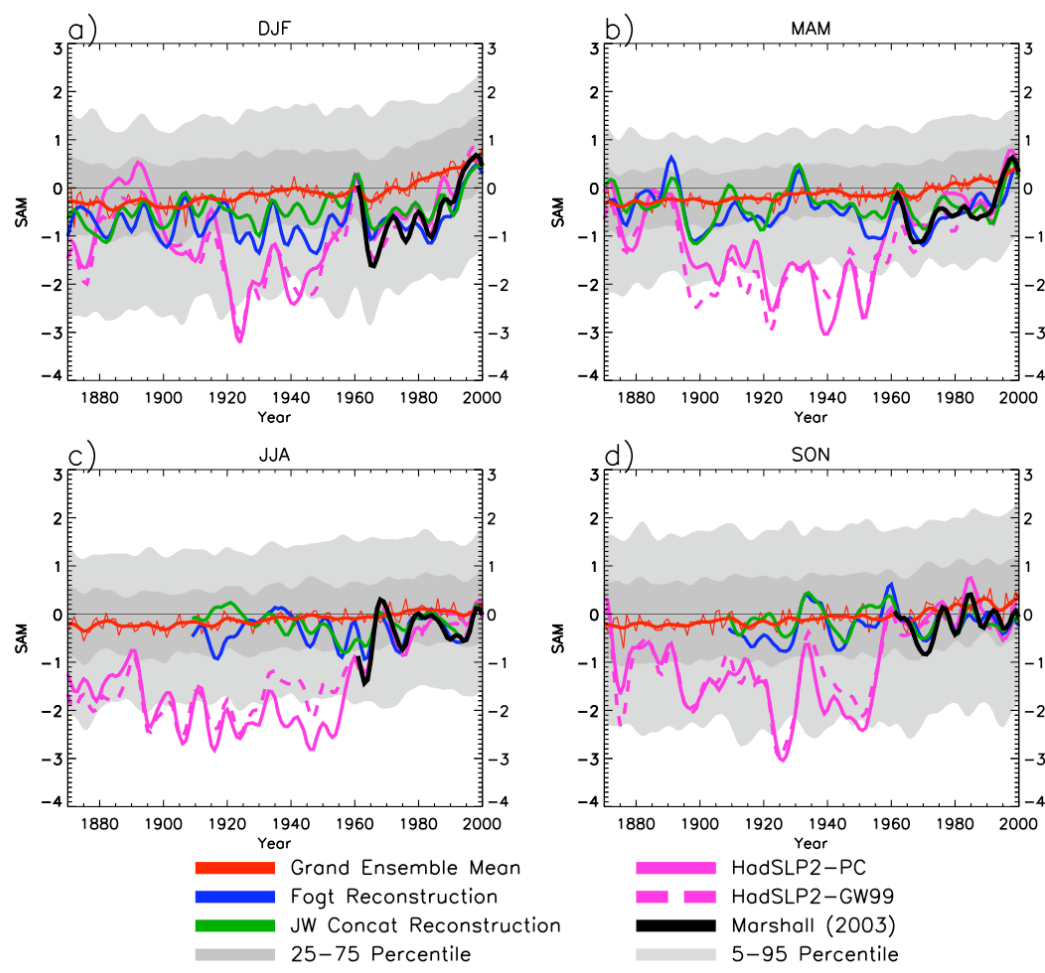 a) DJF
3 2 1 0 -1 -2 -3 -4
SAM
3 2 1 0 -1 -2 -3 -4
1880 1900 1920 1940 1960 1980 2000
Year
b) MAM
3 2 1 0 -1 -2 -3 -4
SAM
3 2 1 0 -1 -2 -3 -4
1880 1900 1920 1940 1960 1980 2000
Year
c) JJA
3 2 1 0 -1 -2 -3 -4
SAM
3 2 1 0 -1 -2 -3 -4
1880 1900 1920 1940 1960 1980 2000
Year
d) SON
3 2 1 0 -1 -2 -3 -4
SAM
3 2 1 0 -1 -2 -3 -4
1880 1900 1920 1940 1960 1980 2000
Year
Grand Ensemble Mean
Fogt Reconstruction
JW Concat Reconstruction
25-75 Percentile
HadSLP2-PC
HadSLP2-GW99
Marshall (2003)
5-95 Percentile